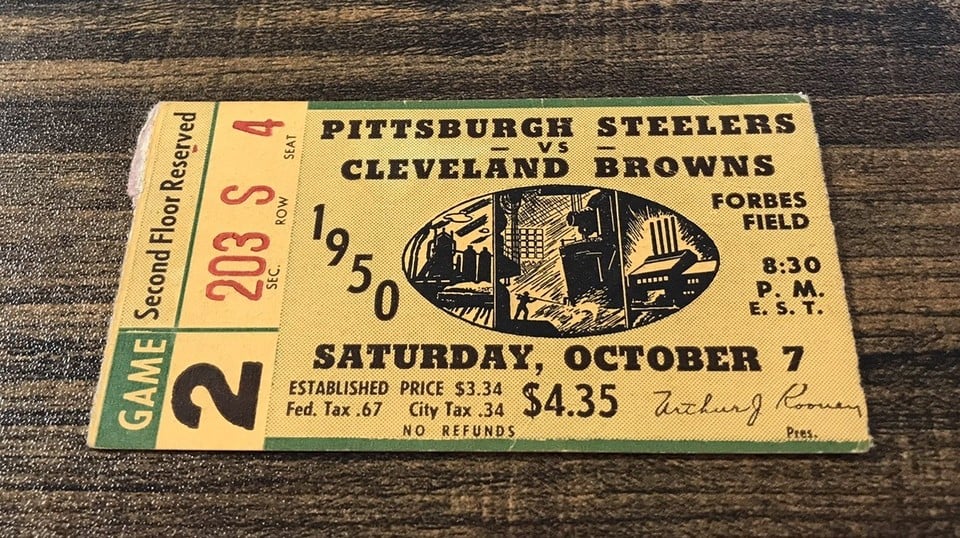 Second Floor Reserved
203 S 4
SEC. ROW SEAT
GAME 2
PITTSBURGH STEELERS
— VS —
CLEVELAND BROWNS
1950
FORBES
FIELD
8:30
P. M.
E. S. T.
SATURDAY, OCTOBER 7
ESTABLISHED PRICE $3.34
Fed. Tax .67 City Tax .34
$4.35
NO REFUNDS
Arthur J Rooney
Pres.